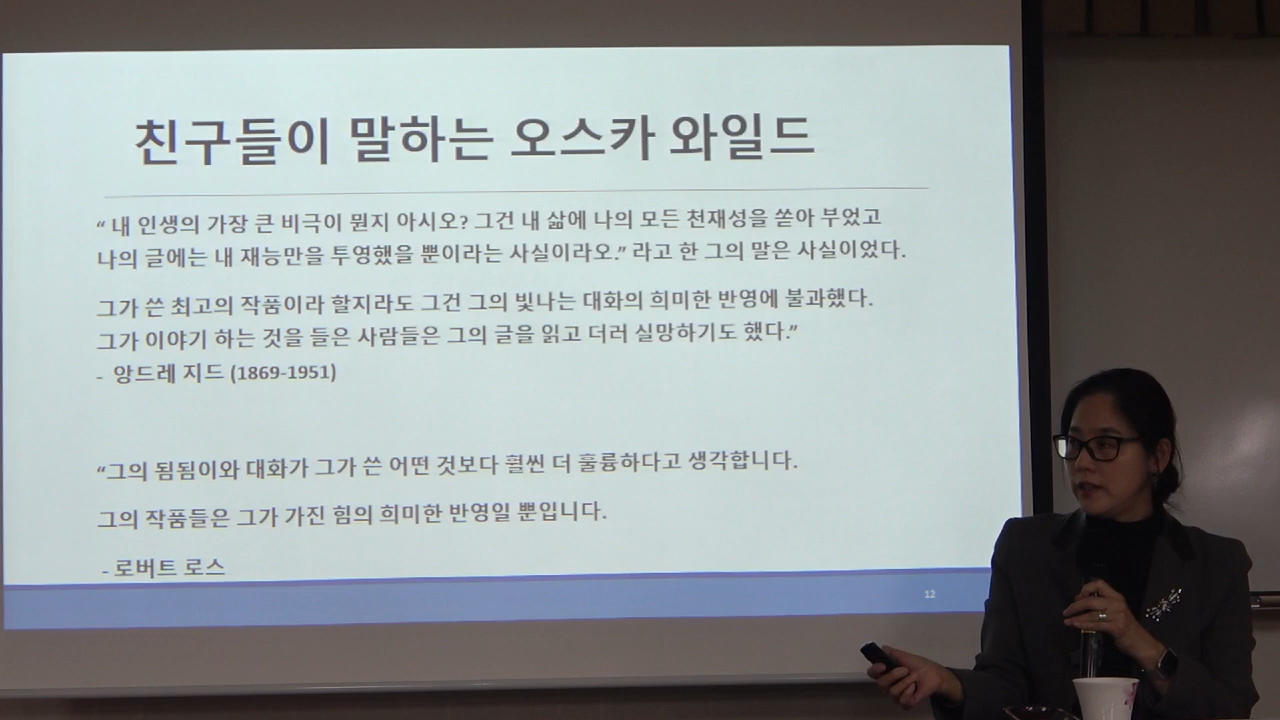 친구들이 말하는 오스카 와일드
“ 내 인생의 가장 큰 비극이 뭔지 아시오? 그건 내 삶에 나의 모든 천재성을 쏟아 부었고
나의 글에는 내 재능만을 투영했을 뿐이라는 사실이라오.” 라고 한 그의 말은 사실이었다.
그가 쓴 최고의 작품이라 할지라도 그건 그의 빛나는 대화의 희미한 반영에 불과했다.
그가 이야기 하는 것을 들은 사람들은 그의 글을 읽고 더러 실망하기도 했다.”
- 앙드레 지드 (1869-1951)
“그의 됨됨이와 대화가 그가 쓴 어떤 것보다 훨씬 더 훌륭하다고 생각합니다.
그의 작품들은 그가 가진 힘의 희미한 반영일 뿐입니다.
- 로버트 로스
12